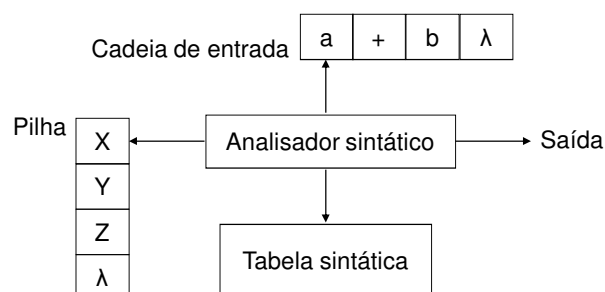 Cadeia de entrada
a + b λ
Pilha
X
Y
Z
λ
Analisador sintático
Saída
Tabela sintática